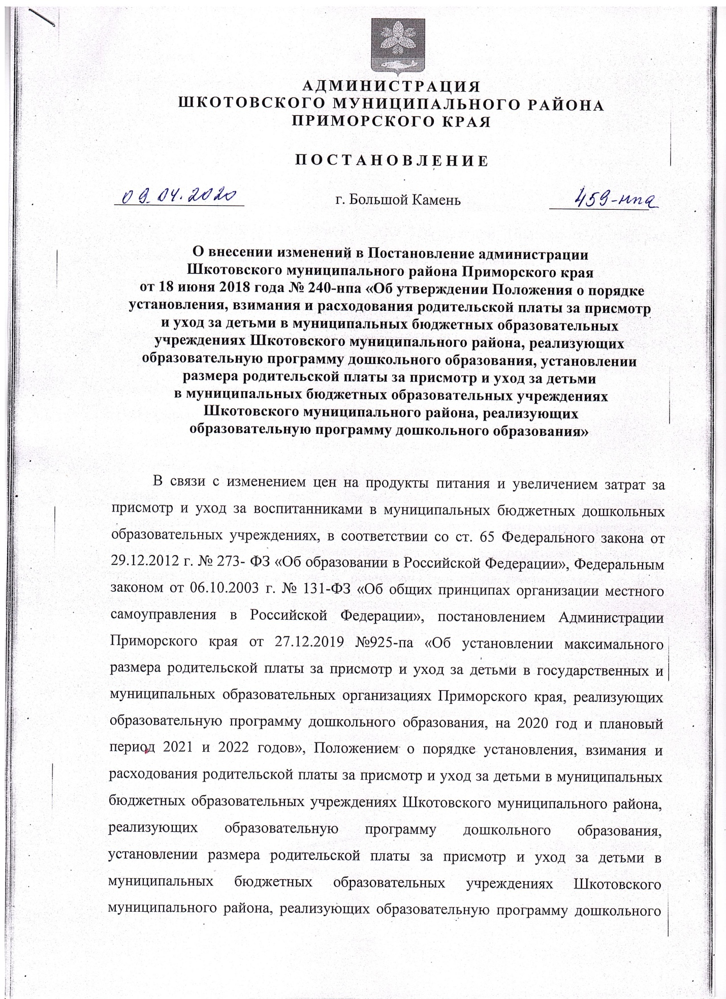 АДМИНИСТРАЦИЯ
ШКОТОВСКОГО МУНИЦИПАЛЬНОГО РАЙОНА
ПРИМОРСКОГО КРАЯ
ПОСТАНОВЛЕНИЕ
09.04.2020 г. Большой Камень 459-нпа
О внесении изменений в Постановление администрации
Шкотовского муниципального района Приморского края
от 18 июня 2018 года № 240-нпа «Об утверждении Положения о порядке
установления, взимания и расходования родительской платы за присмотр
и уход за детьми в муниципальных бюджетных образовательных
учреждениях Шкотовского муниципального района, реализующих
образовательную программу дошкольного образования, установлении
размера родительской платы за присмотр и уход за детьми
в муниципальных бюджетных образовательных учреждениях
Шкотовского муниципального района, реализующих
образовательную программу дошкольного образования»
В связи с изменением цен на продукты питания и увеличением затрат за
присмотр и уход за воспитанниками в муниципальных бюджетных дошкольных
образовательных учреждениях, в соответствии со ст. 65 Федерального закона от
29.12.2012 г. № 273- ФЗ «Об образовании в Российской Федерации», Федеральным
законом от 06.10.2003 г. № 131-ФЗ «Об общих принципах организации местного
самоуправления в Российской Федерации», постановлением Администрации
Приморского края от 27.12.2019 №925-па «Об установлении максимального
размера родительской платы за присмотр и уход за детьми в государственных и
муниципальных образовательных организациях Приморского края, реализующих
образовательную программу дошкольного образования, на 2020 год и плановый
период 2021 и 2022 годов», Положением о порядке установления, взимания и
расходования родительской платы за присмотр и уход за детьми в муниципальных
бюджетных образовательных учреждениях Шкотовского муниципального района,
реализующих образовательную программу дошкольного образования,
установлении размера родительской платы за присмотр и уход за детьми в
муниципальных бюджетных образовательных учреждениях Шкотовского
муниципального района, реализующих образовательную программу дошкольного